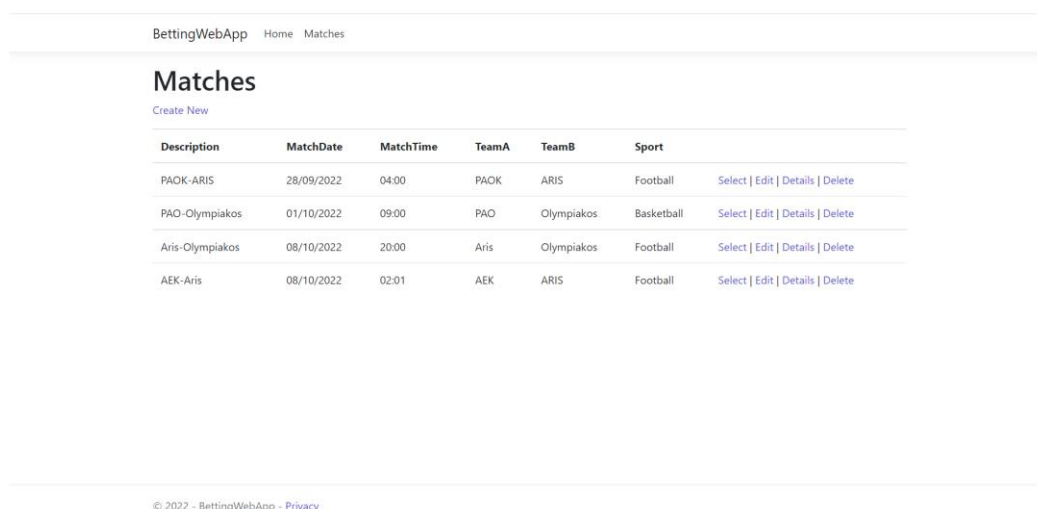 BettingWebApp Home Matches
Matches
Create New
Description MatchDate MatchTime TeamA TeamB Sport
PAOK-ARIS 28/09/2022 04:00 PAOK ARIS Football Select | Edit | Details | Delete
PAO-Olympiakos 01/10/2022 09:00 PAO Olympiakos Basketball Select | Edit | Details | Delete
Aris-Olympiakos 08/10/2022 20:00 Aris Olympiakos Football Select | Edit | Details | Delete
AEK-Aris 08/10/2022 02:01 AEK ARIS Football Select | Edit | Details | Delete
© 2022 - BettingWebApp - Privacy